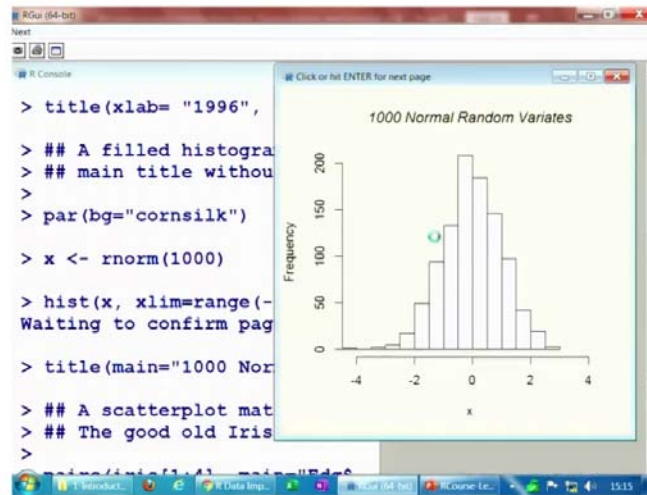 RGui (64-bit)
Next
R Console
> title(xlab= "1996",
> ## A filled histogra
> ## main title withou
>
> par(bg="cornsilk")
> x <- rnorm(1000)
> hist(x, xlim=range(-
Waiting to confirm pag
> title(main="1000 Nor
> ## A scatterplot mat
> ## The good old Iris
>
Click or hit ENTER for next page
1000 Normal Random Variates
Frequency
200
150
100
50
0
-4 -2 0 2 4
x
R Data Imp...
RGui (64-bit)
RCourse-Le...
15:15